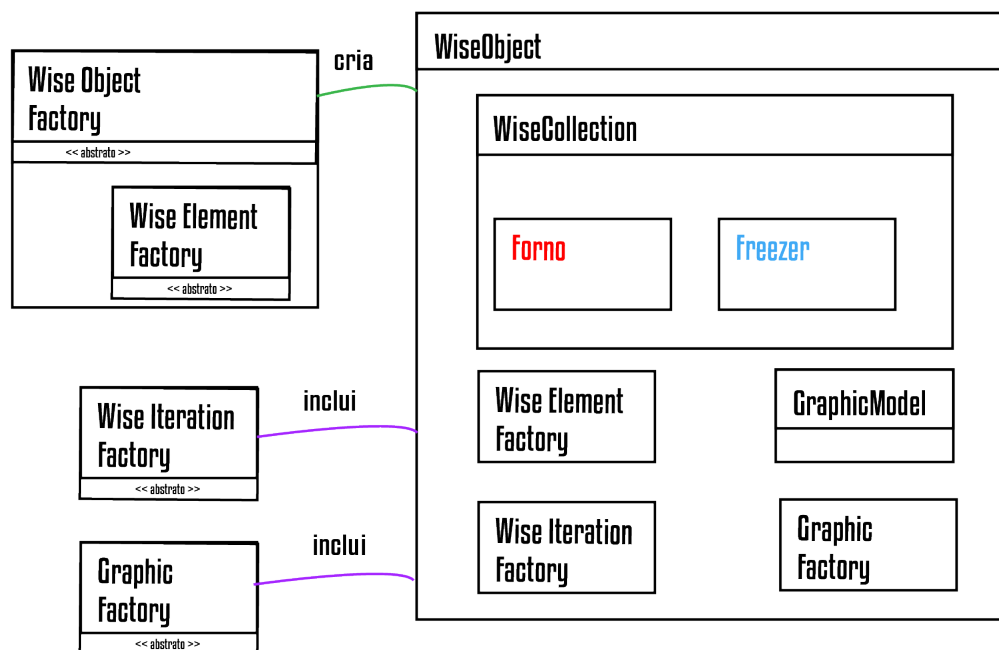 Wise Object
Factory
<< abstrato >>
Wise Element
Factory
<< abstrato >>
cria
WiseObject
WiseCollection
Forno
Freezer
Wise Element
Factory
GraphicModel
Wise Iteration
Factory
Graphic
Factory
Wise Iteration
Factory
<< abstrato >>
inclui
Graphic
Factory
<< abstrato >>
inclui